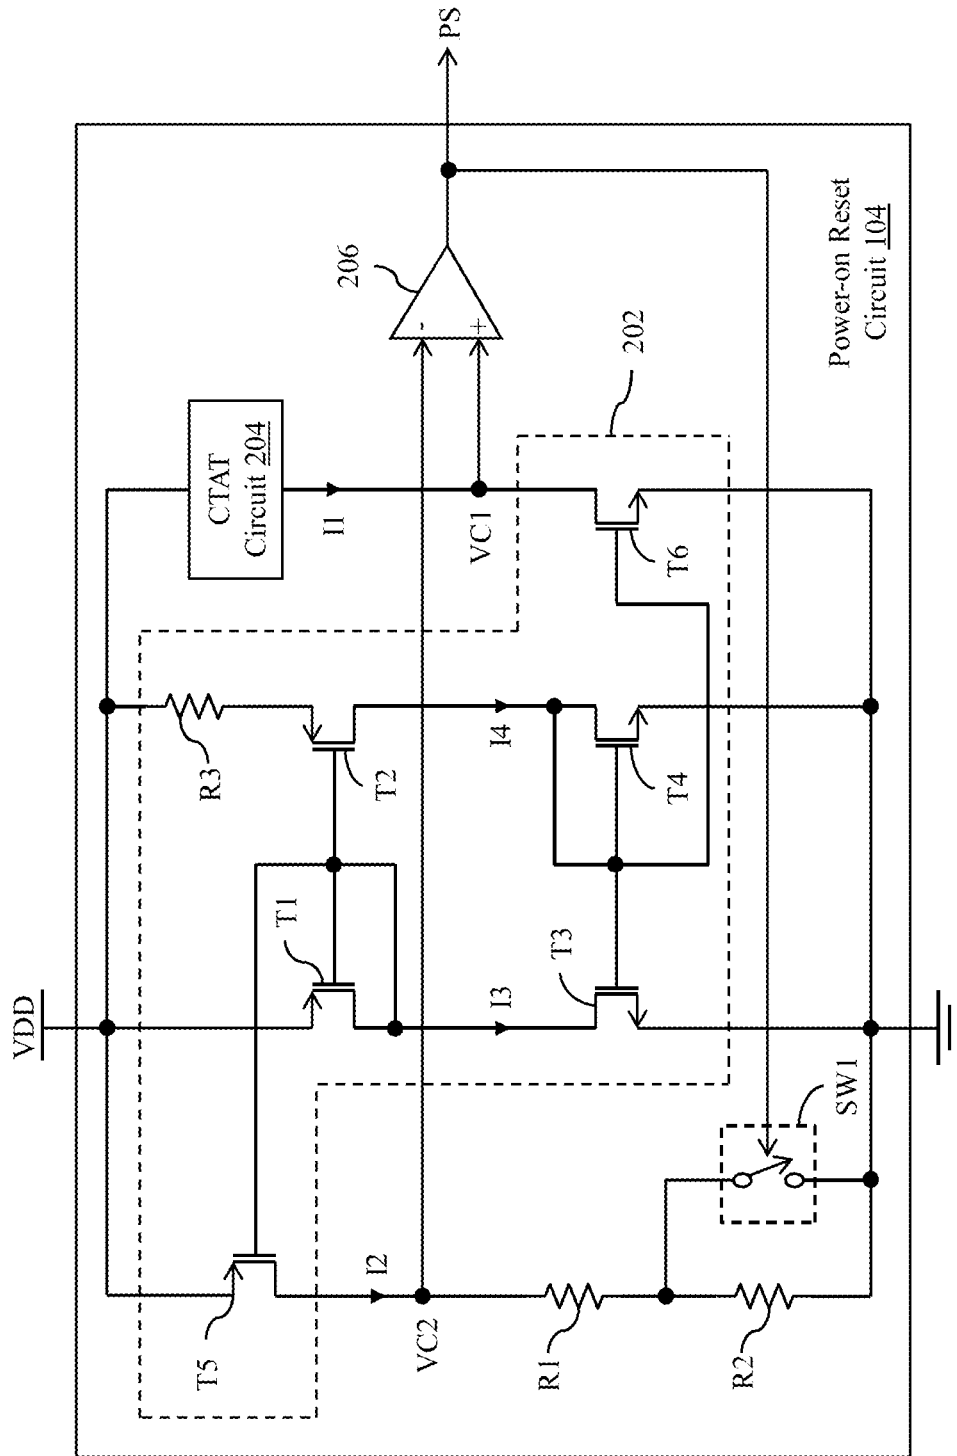 PS
206
-
+
202
Power-on Reset
Circuit 104
CTAT
Circuit 204
I1
VC1
T6
R3
T2
I4
T4
T1
I3
T3
VDD
SW1
T5
I2
VC2
R1
R2